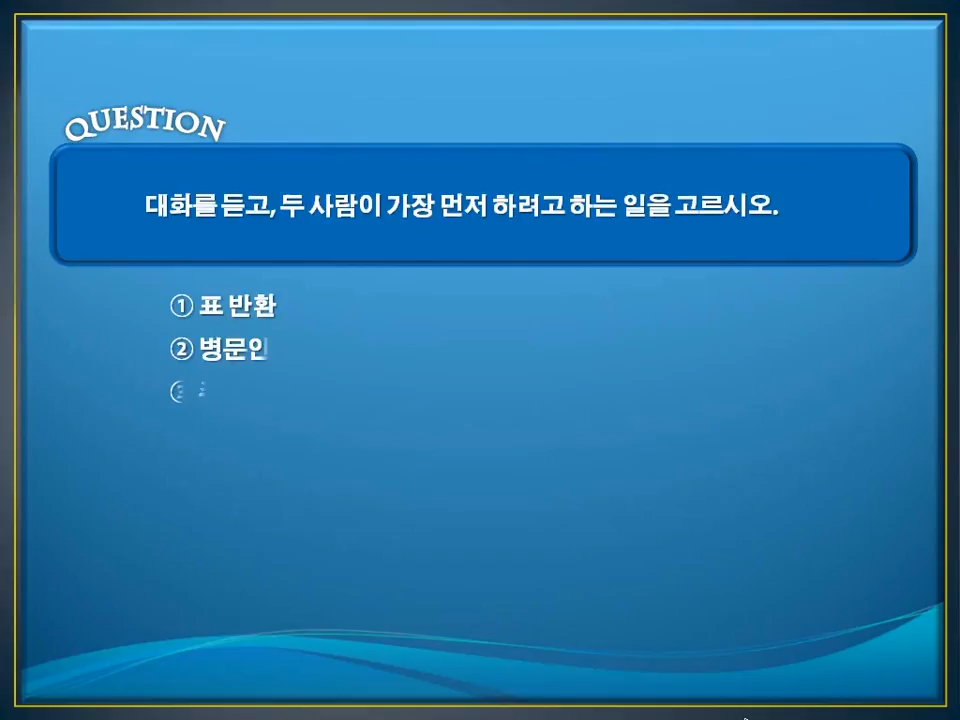 QUESTION
대화를 듣고, 두 사람이 가장 먼저 하려고 하는 일을 고르시오.
① 표 반환
② 병문인